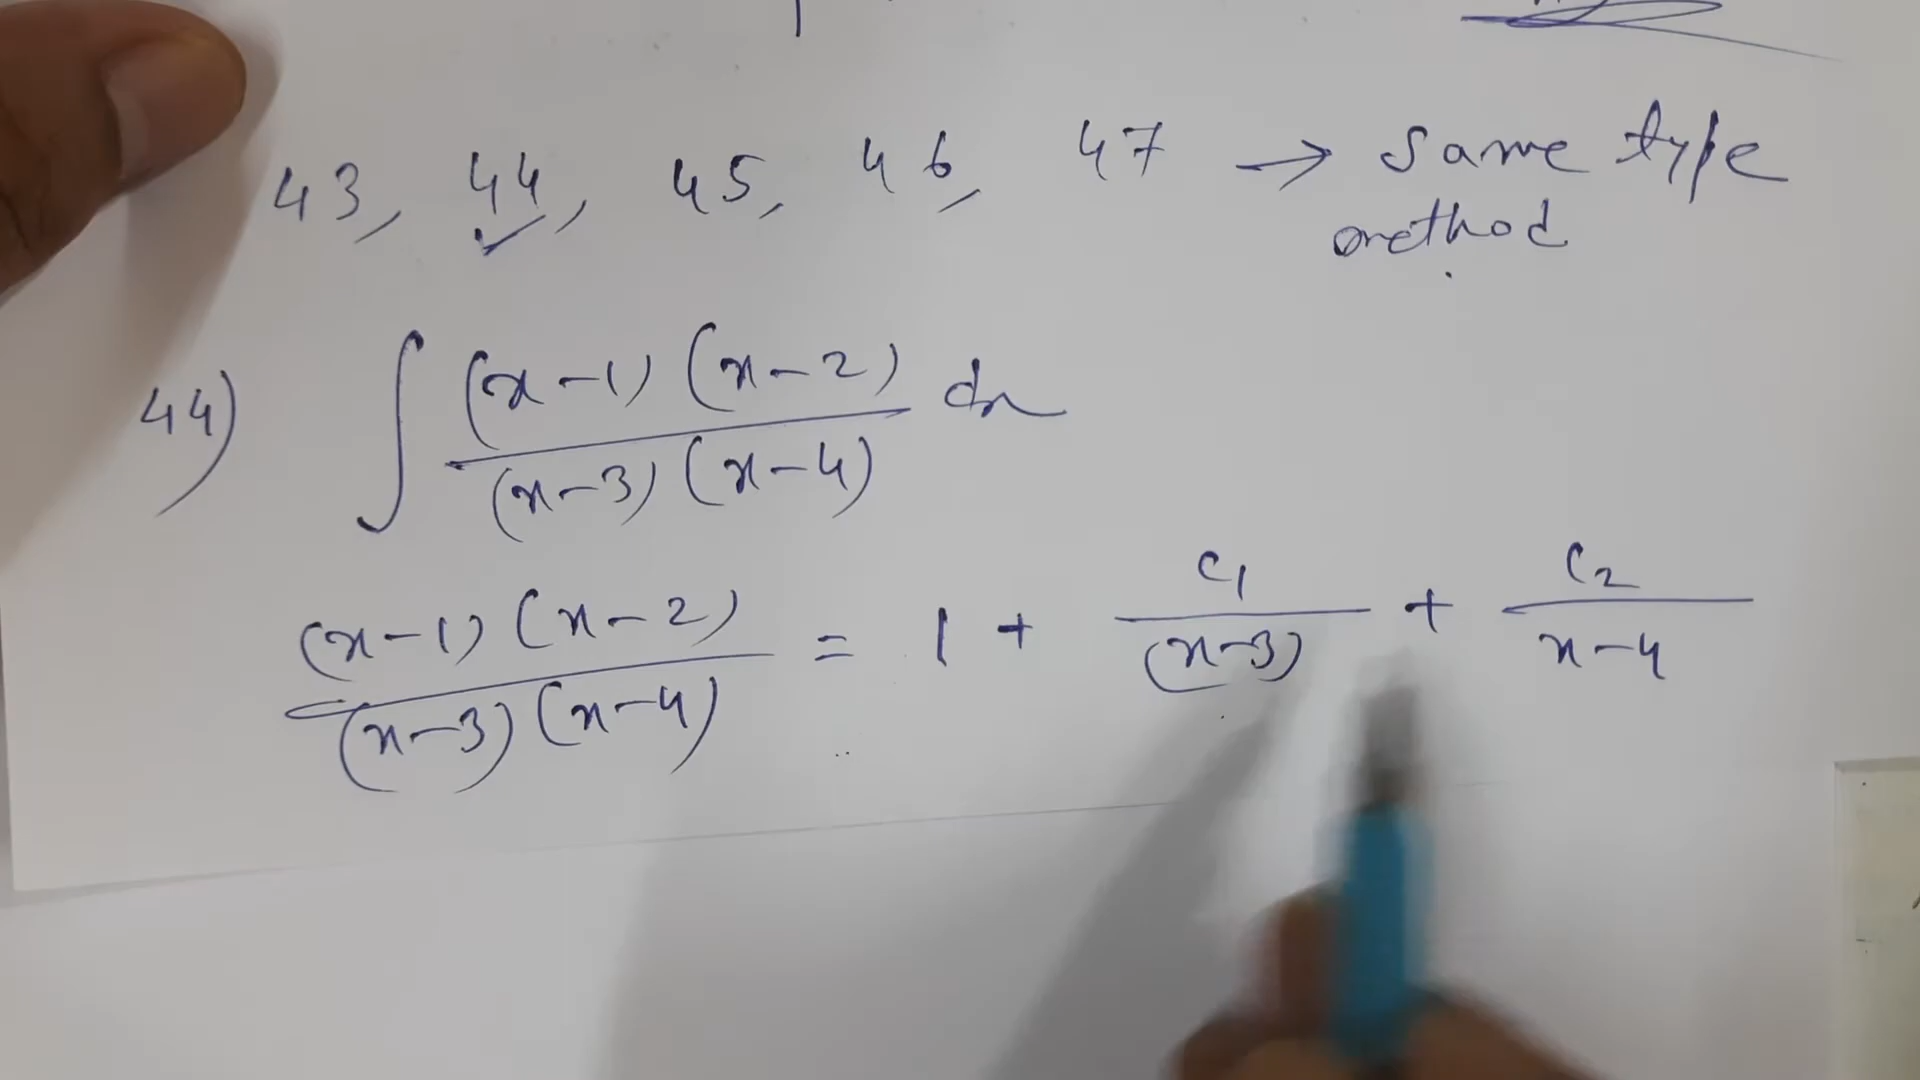 43, 44, 45, 46, 47 → same type
method
44) ∫ (x-1)(x-2) / (x-3)(x-4) dx
(x-1)(x-2) / (x-3)(x-4) = 1 + c1 / (x-3) + c2 / x-4